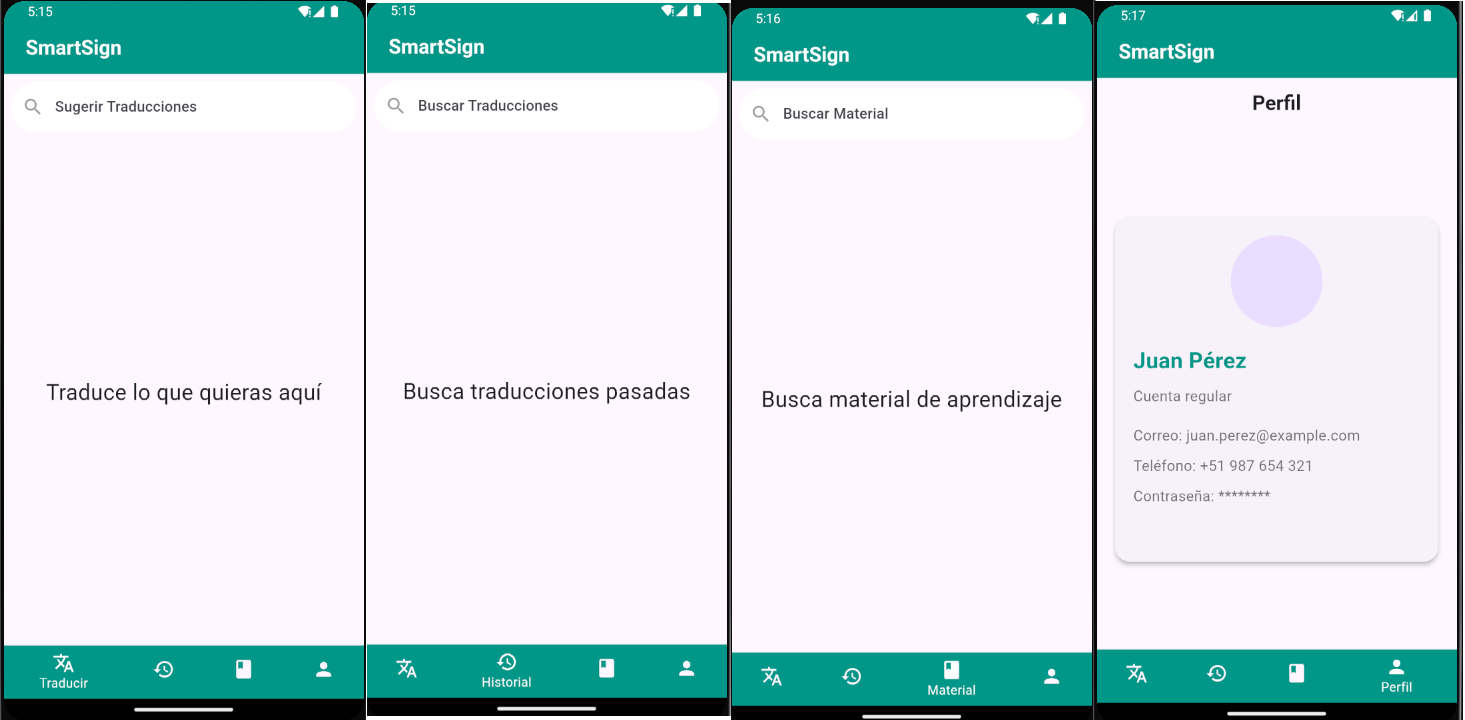 5:15
SmartSign
Sugerir Traducciones
Traduce lo que quieras aquí
Traducir
5:15
SmartSign
Buscar Traducciones
Busca traducciones pasadas
Historial
5:16
SmartSign
Buscar Material
Busca material de aprendizaje
Material
5:17
SmartSign
Perfil
Juan Pérez
Cuenta regular
Correo: juan.perez@example.com
Teléfono: +51 987 654 321
Contraseña: ********
Perfil